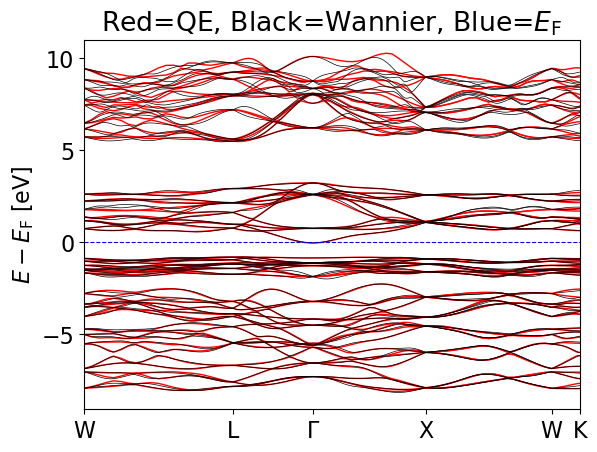 Red=QE, Black=Wannier, Blue=E_F
10
5
0
−5
E − E_F [eV]
W L Γ X W K